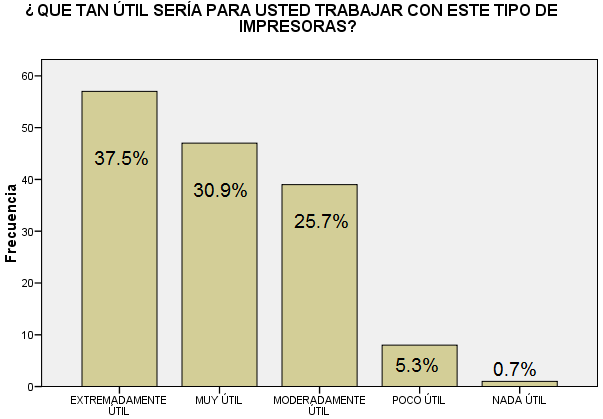 ¿ QUE TAN ÚTIL SERÍA PARA USTED TRABAJAR CON ESTE TIPO DE
IMPRESORAS?
Frecuencia
60
50
40
30
20
10
0
37.5%
30.9%
25.7%
5.3%
0.7%
EXTREMADAMENTE
ÚTIL
MUY ÚTIL
MODERADAMENTE
ÚTIL
POCO ÚTIL
NADA ÚTIL